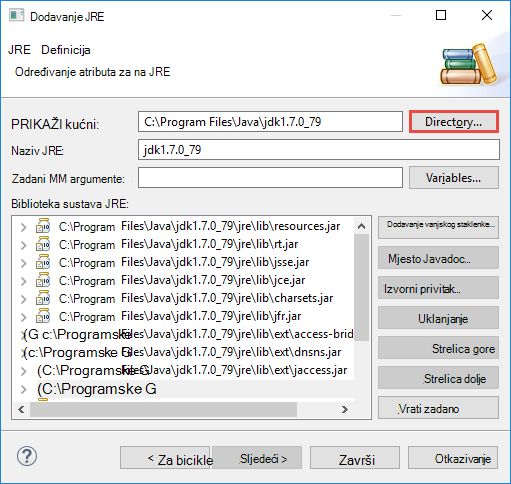 Dodavanje JRE
JRE Definicija
Određivanje atributa za na JRE
PRIKAŽI kućni:
C:\Program Files\Java\jdk1.7.0_79
Directory...
Naziv JRE:
jdk1.7.0_79
Zadani MM argumente:
Variables...
Biblioteka sustava JRE:
C:\Program Files\Java\jdk1.7.0_79\jre\lib\resources.jar
C:\Program Files\Java\jdk1.7.0_79\jre\lib\rt.jar
C:\Program Files\Java\jdk1.7.0_79\jre\lib\jsse.jar
C:\Program Files\Java\jdk1.7.0_79\jre\lib\jce.jar
C:\Program Files\Java\jdk1.7.0_79\jre\lib\charsets.jar
C:\Program Files\Java\jdk1.7.0_79\jre\lib\jfr.jar
(G c:\Programske Files\Java\jdk1.7.0_79\jre\lib\ext\access-brid
(c:\Programske G Files\Java\jdk1.7.0_79\jre\lib\ext\dnsns.jar
(C:\Programske G Files\Java\jdk1.7.0_79\jre\lib\ext\jaccess.jar
(C:\Programske G
Dodavanje vanjskog staklenke...
Mjesto Javadoc...
Izvorni privitak...
Uklanjanje
Strelica gore
Strelica dolje
Vrati zadano
< Za bicikle
Sljedeći >
Završi
Otkazivanje